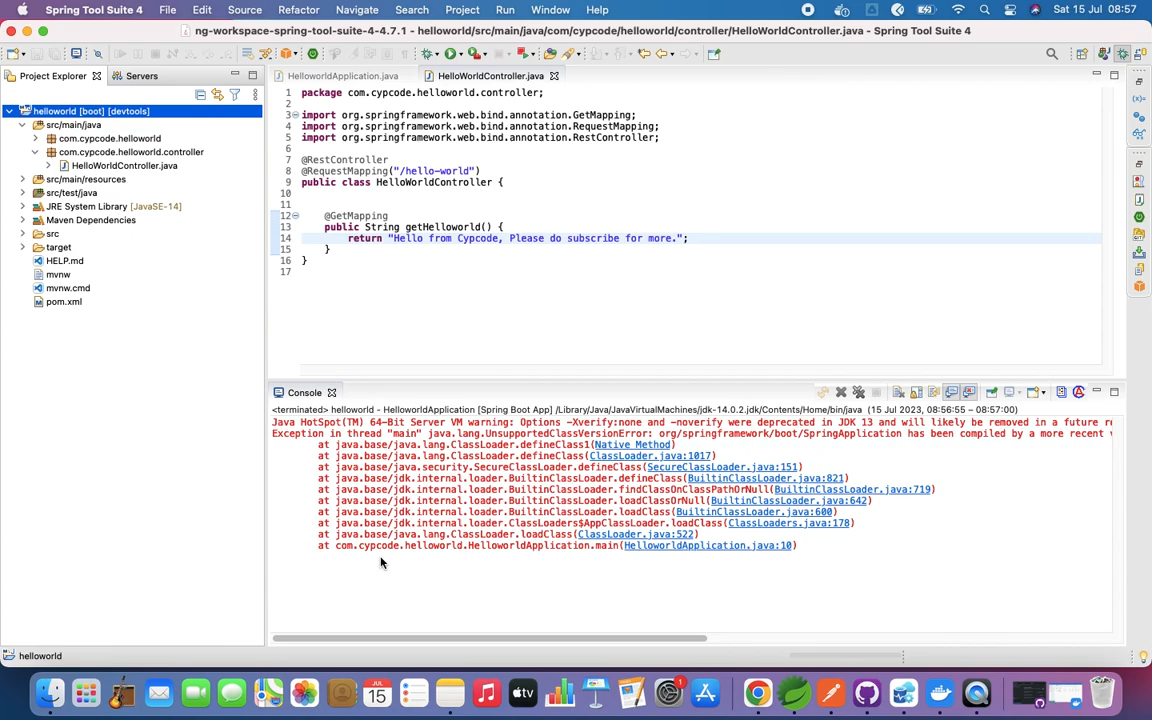 Spring Tool Suite 4 File Edit Source Refactor Navigate Search Project Run Window Help Sat 15 Jul 08:57
ng-workspace-spring-tool-suite-4-4.7.1 - helloworld/src/main/java/com/cypcode/helloworld/controller/HelloWorldController.java - Spring Tool Suite 4
Project Explorer Servers
helloworld [boot] [devtools]
src/main/java
com.cypcode.helloworld
com.cypcode.helloworld.controller
HelloWorldController.java
src/main/resources
src/test/java
JRE System Library [JavaSE-14]
Maven Dependencies
src
target
HELP.md
mvnw
mvnw.cmd
pom.xml
HelloworldApplication.java HelloWorldController.java
1 package com.cypcode.helloworld.controller;
2
3 import org.springframework.web.bind.annotation.GetMapping;
4 import org.springframework.web.bind.annotation.RequestMapping;
5 import org.springframework.web.bind.annotation.RestController;
6
7 @RestController
8 @RequestMapping("/hello-world")
9 public class HelloWorldController {
10
11
12 @GetMapping
13 public String getHelloworld() {
14 return "Hello from Cypcode, Please do subscribe for more.";
15 }
16 }
17
Console
<terminated> helloworld - HelloworldApplication [Spring Boot App] /Library/Java/JavaVirtualMachines/jdk-14.0.2.jdk/Contents/Home/bin/java (15 Jul 2023, 08:56:55 – 08:57:00)
Java HotSpot(TM) 64-Bit Server VM warning: Options -Xverify:none and -noverify were deprecated in JDK 13 and will likely be removed in a future r
Exception in thread "main" java.lang.UnsupportedClassVersionError: org/springframework/boot/SpringApplication has been compiled by a more recent
at java.base/java.lang.ClassLoader.defineClass1(Native Method)
at java.base/java.lang.ClassLoader.defineClass(ClassLoader.java:1017)
at java.base/java.security.SecureClassLoader.defineClass(SecureClassLoader.java:151)
at java.base/jdk.internal.loader.BuiltinClassLoader.defineClass(BuiltinClassLoader.java:821)
at java.base/jdk.internal.loader.BuiltinClassLoader.findClassOnClassPathOrNull(BuiltinClassLoader.java:719)
at java.base/jdk.internal.loader.BuiltinClassLoader.loadClassOrNull(BuiltinClassLoader.java:642)
at java.base/jdk.internal.loader.BuiltinClassLoader.loadClass(BuiltinClassLoader.java:600)
at java.base/jdk.internal.loader.ClassLoaders$AppClassLoader.loadClass(ClassLoaders.java:178)
at java.base/java.lang.ClassLoader.loadClass(ClassLoader.java:522)
at com.cypcode.helloworld.HelloworldApplication.main(HelloworldApplication.java:10)
helloworld
JUL
15
tv
1